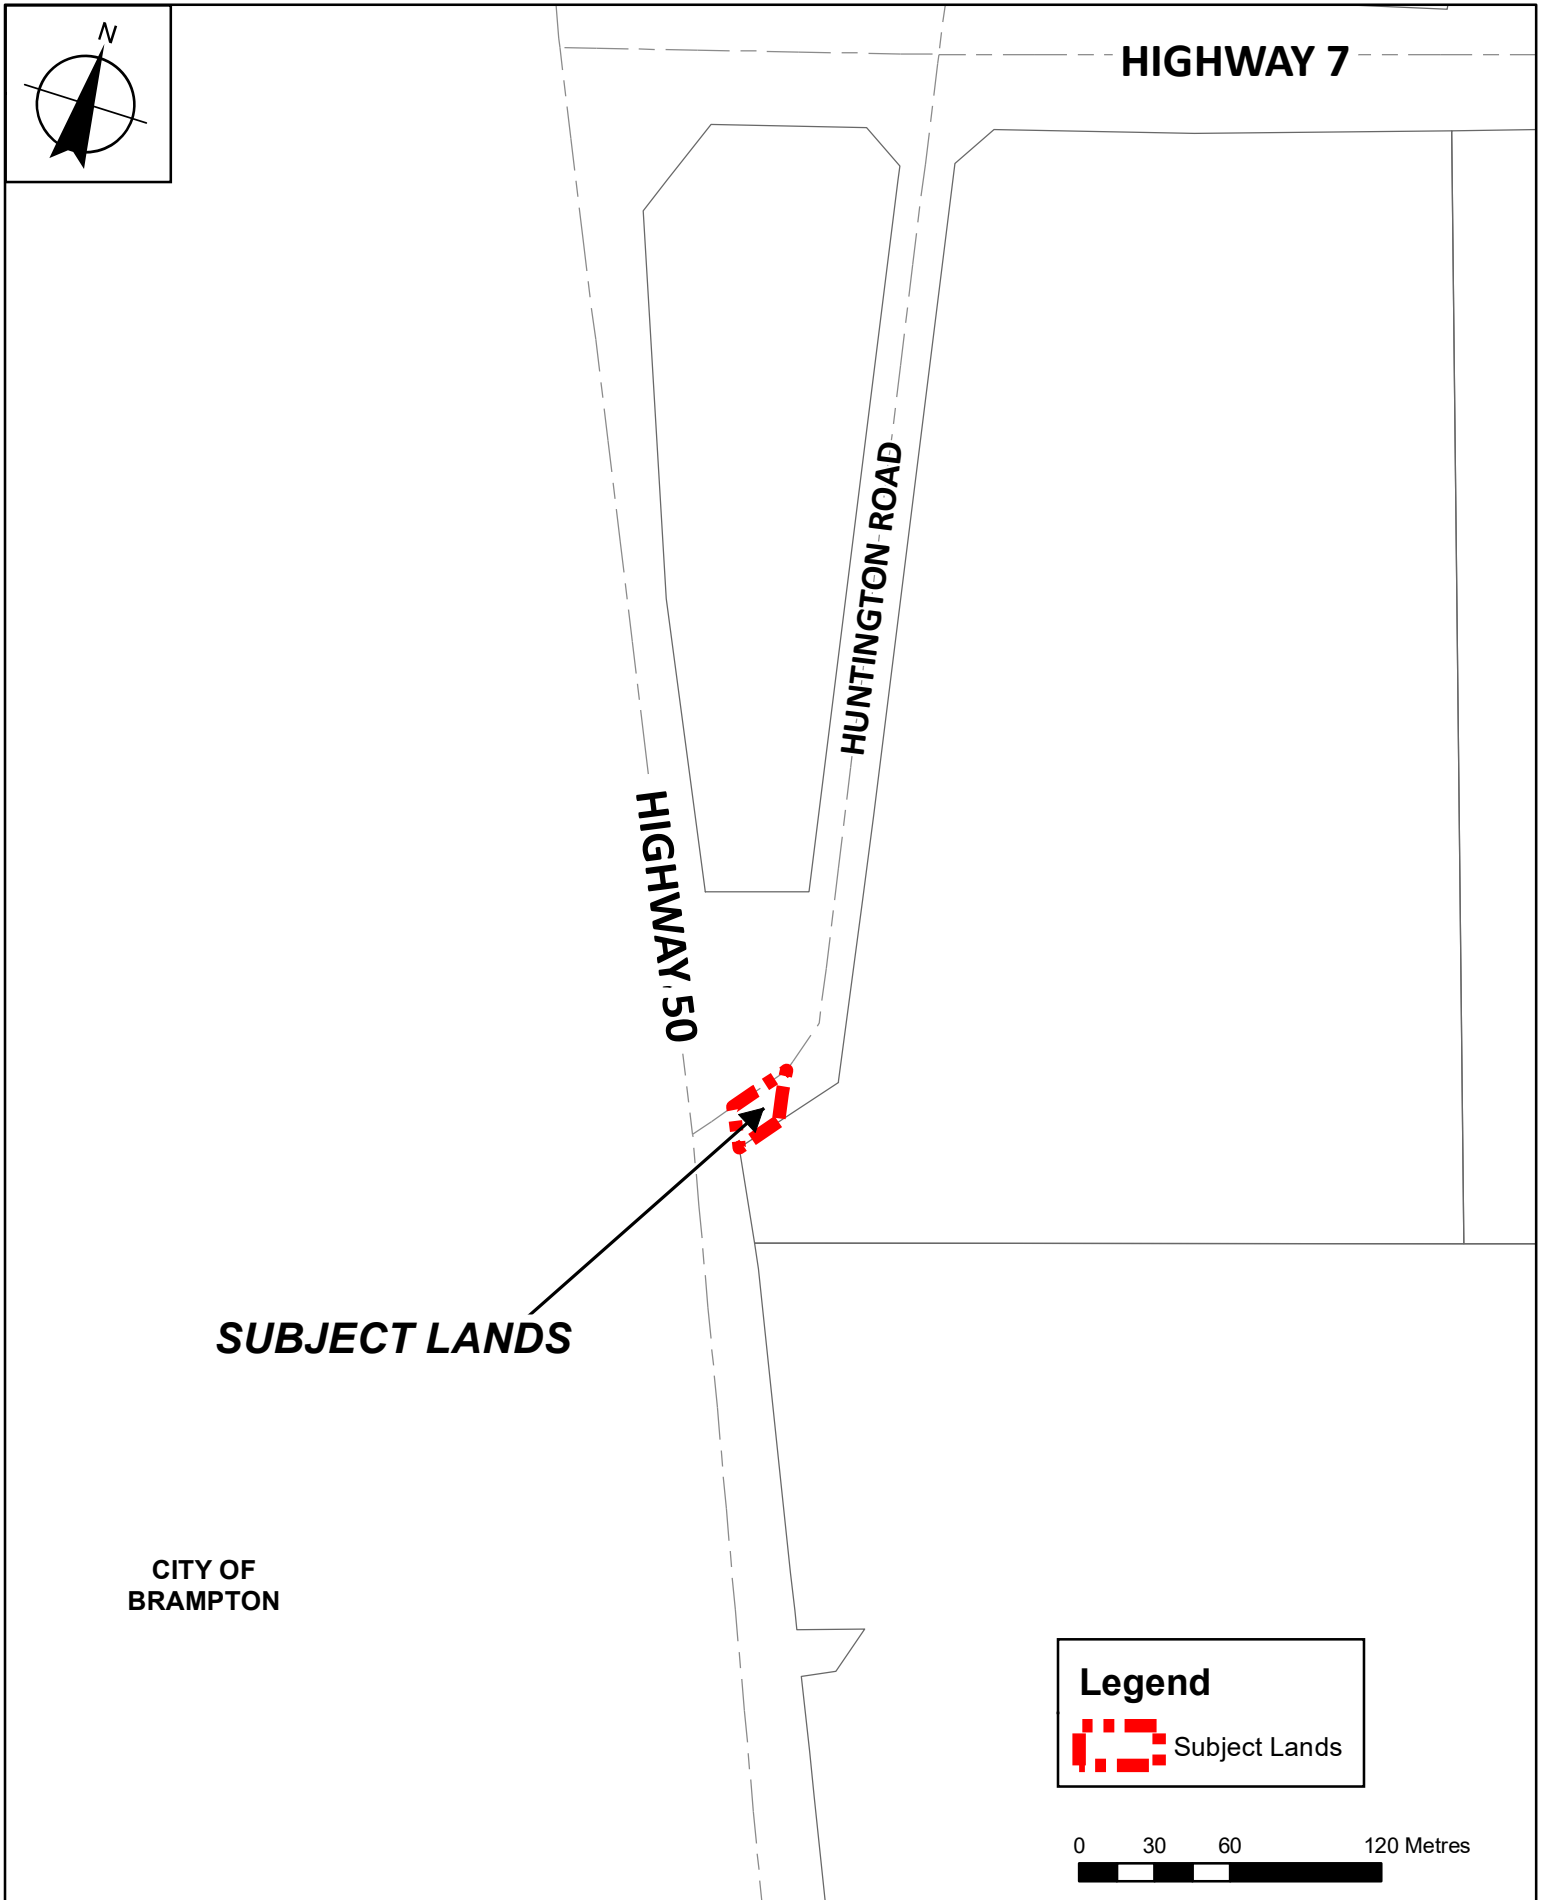 N
HIGHWAY 7
HUNTINGTON ROAD
HIGHWAY 50
SUBJECT LANDS
CITY OF
BRAMPTON
Legend
Subject Lands
0 30 60 120 Metres